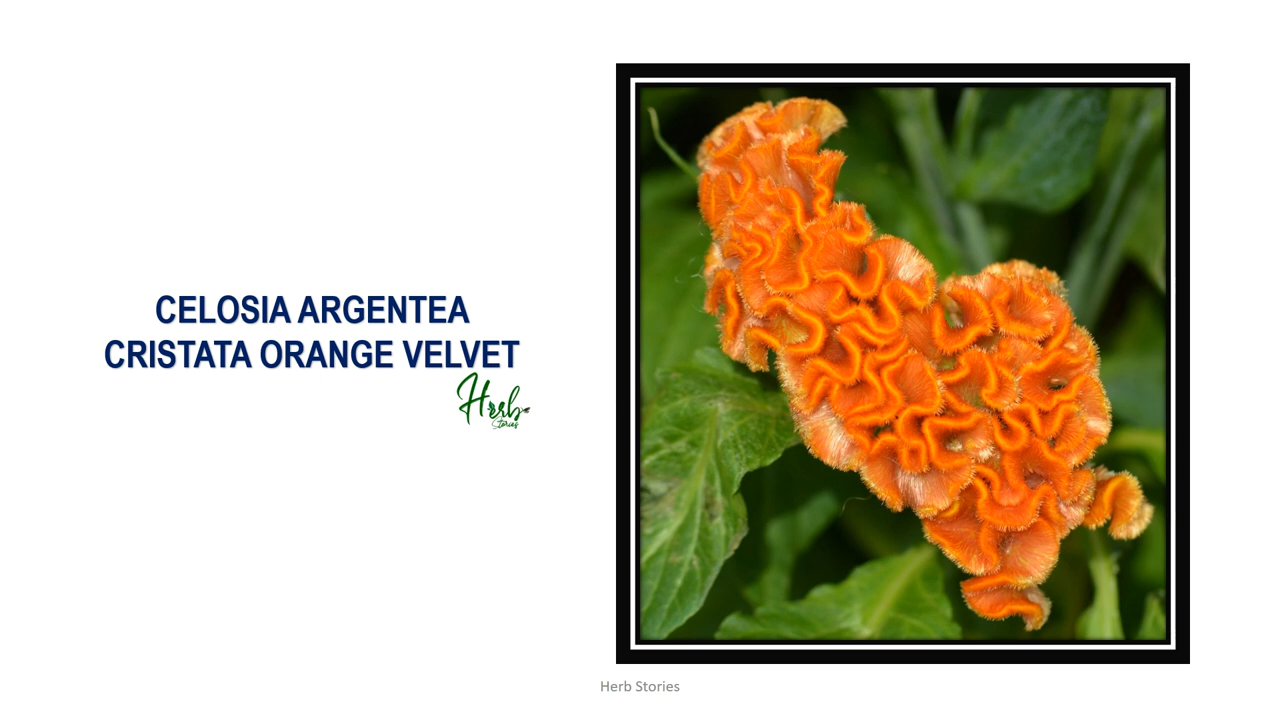 CELOSIA ARGENTEA
CRISTATA ORANGE VELVET
Herb
Stories
Herb Stories